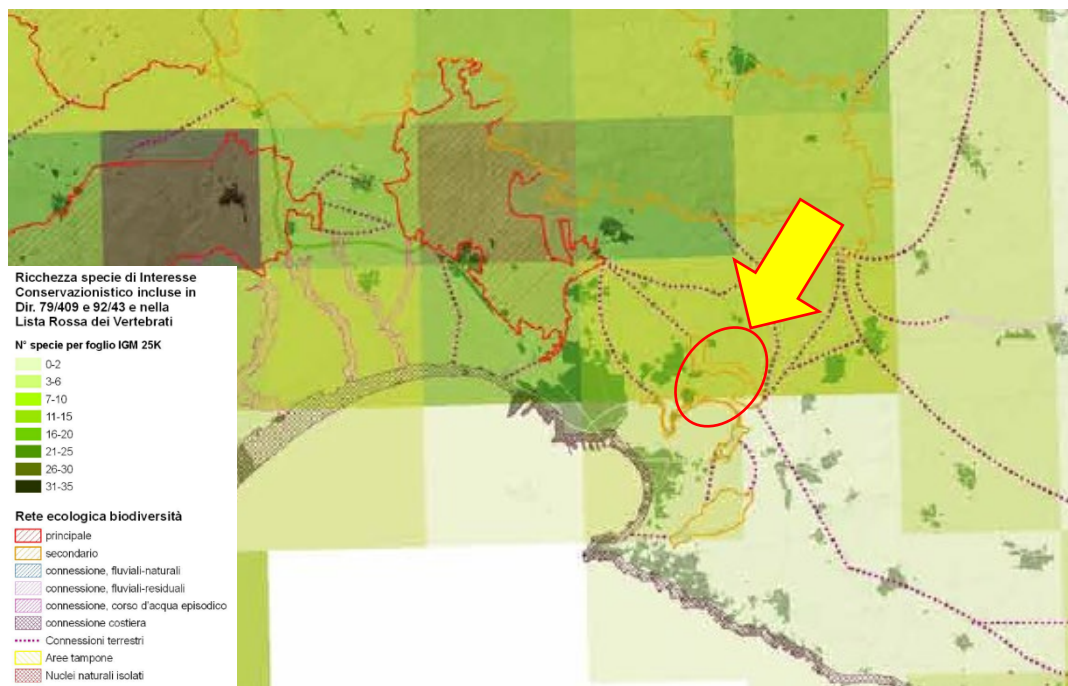 Ricchezza specie di Interesse
Conservazionistico incluse in
Dir. 79/409 e 92/43 e nella
Lista Rossa dei Vertebrati
N° specie per foglio IGM 25K
0-2
3-6
7-10
11-15
16-20
21-25
26-30
31-35
Rete ecologica biodiversità
principale
secondario
connessione, fluviali-naturali
connessione, fluviali-residuali
connessione, corso d'acqua episodico
connessione costiera
Connessioni terrestri
Aree tampone
Nuclei naturali isolati